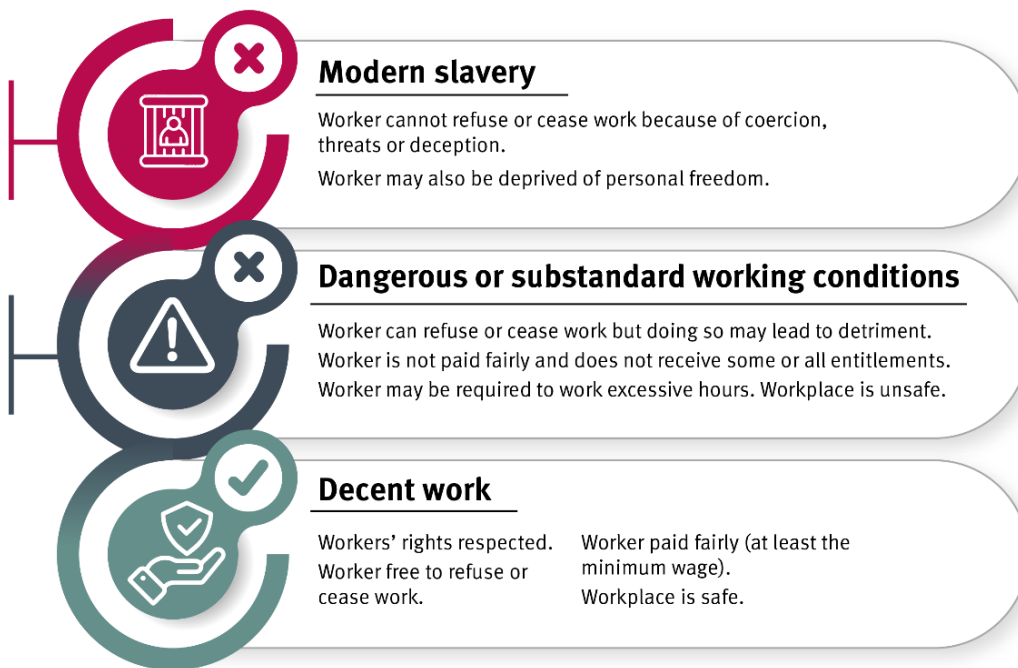 Modern slavery
Worker cannot refuse or cease work because of coercion,
threats or deception.
Worker may also be deprived of personal freedom.
Dangerous or substandard working conditions
Worker can refuse or cease work but doing so may lead to detriment.
Worker is not paid fairly and does not receive some or all entitlements.
Worker may be required to work excessive hours. Workplace is unsafe.
Decent work
Workers’ rights respected.
Worker free to refuse or
cease work.
Worker paid fairly (at least the
minimum wage).
Workplace is safe.